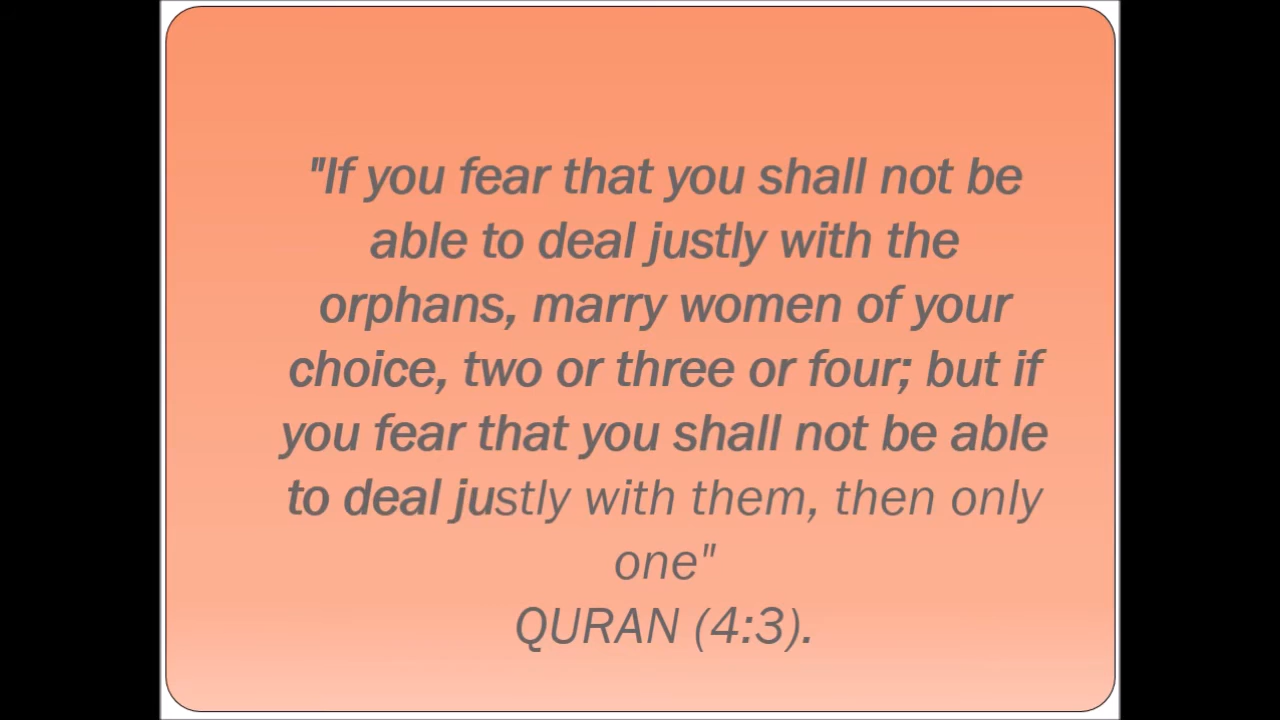 "If you fear that you shall not be
able to deal justly with the
orphans, marry women of your
choice, two or three or four; but if
you fear that you shall not be able
to deal justly with them, then only
one"
QURAN (4:3).